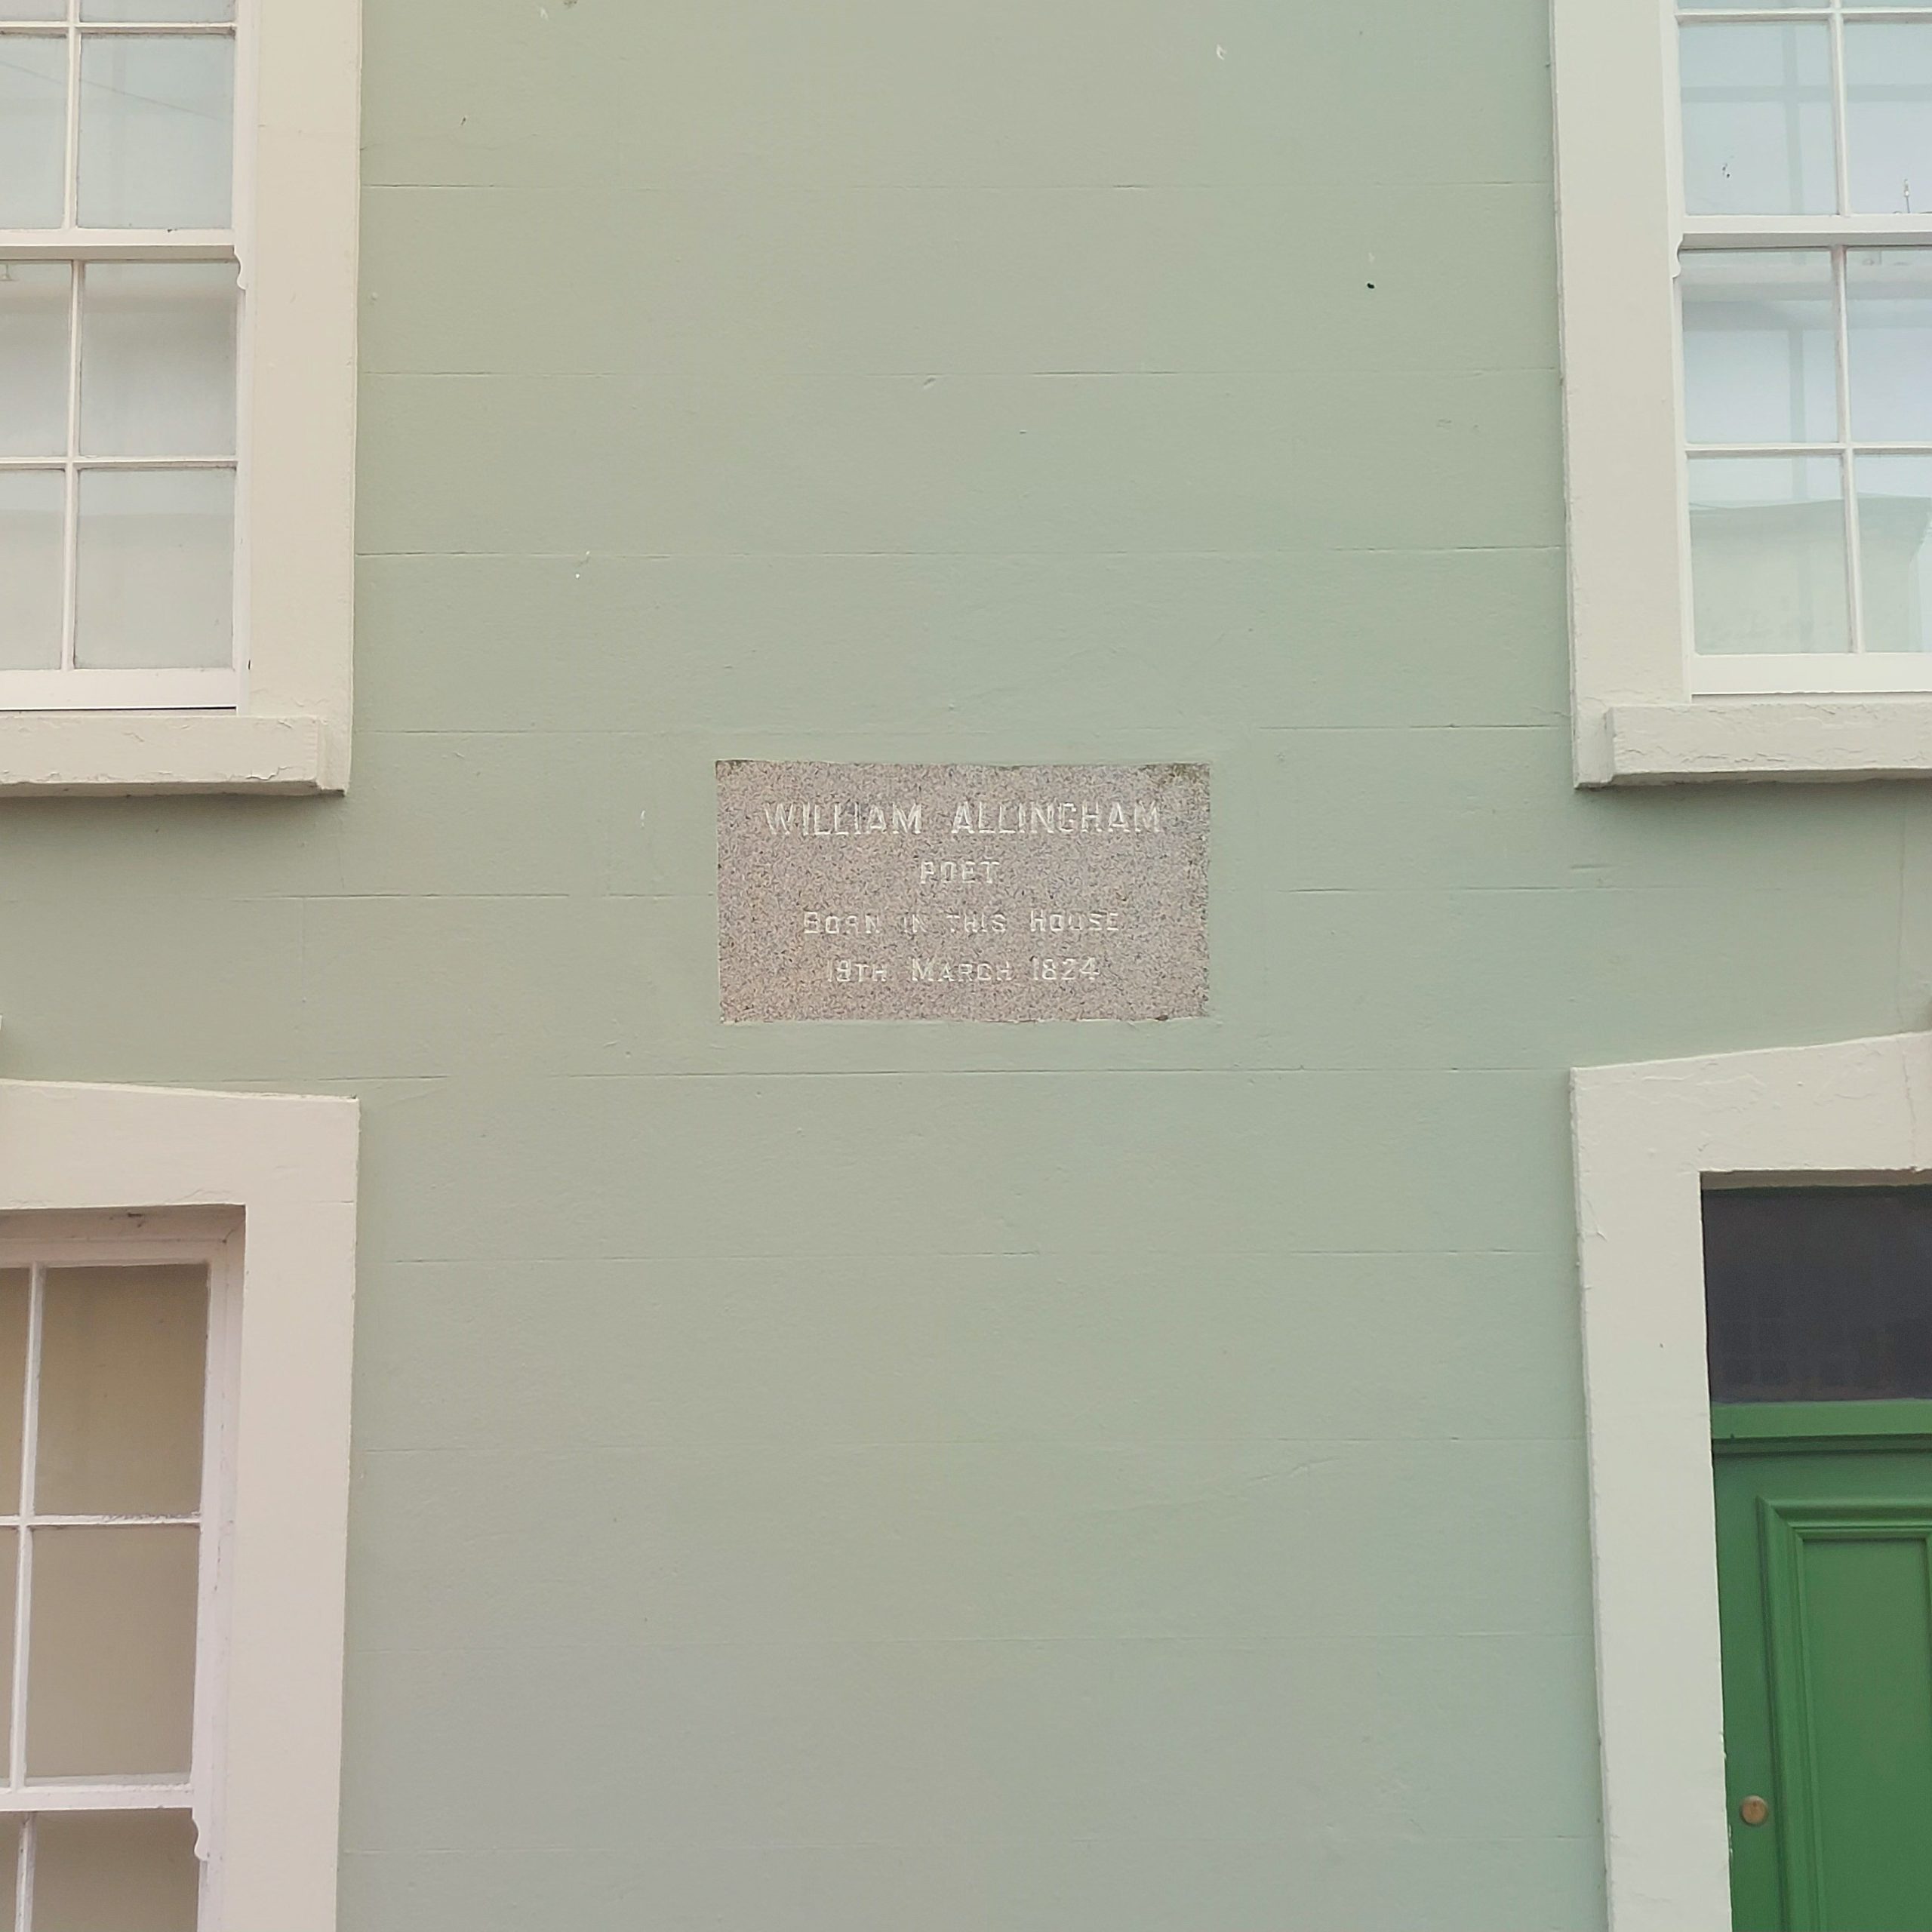 WILLIAM ALLINGHAM
POET
BORN IN THIS HOUSE
19TH MARCH 1824